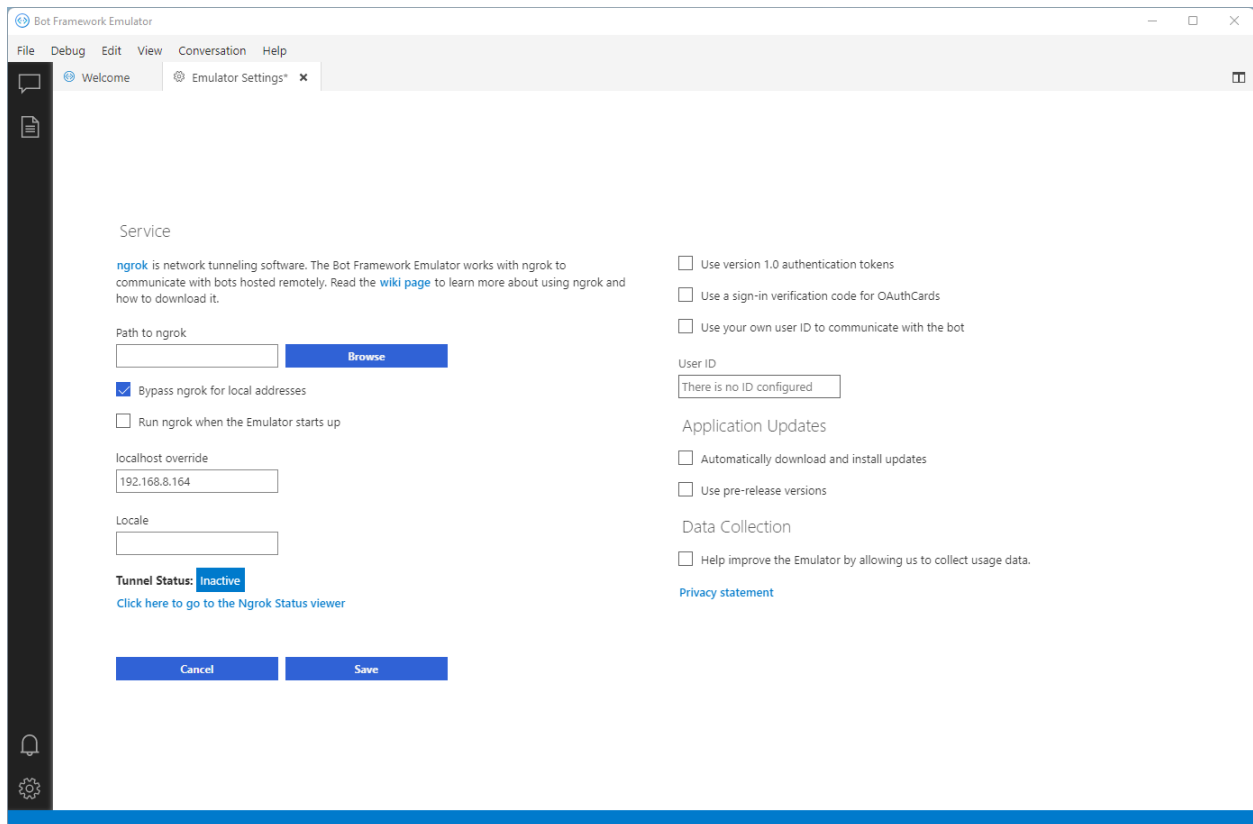 Bot Framework Emulator
File Debug Edit View Conversation Help
Welcome
Emulator Settings*
Service
ngrok is network tunneling software. The Bot Framework Emulator works with ngrok to
communicate with bots hosted remotely. Read the wiki page to learn more about using ngrok and
how to download it.
Path to ngrok
Browse
Bypass ngrok for local addresses
Run ngrok when the Emulator starts up
localhost override
192.168.8.164
Locale
Tunnel Status: Inactive
Click here to go to the Ngrok Status viewer
Cancel
Save
Use version 1.0 authentication tokens
Use a sign-in verification code for OAuthCards
Use your own user ID to communicate with the bot
User ID
There is no ID configured
Application Updates
Automatically download and install updates
Use pre-release versions
Data Collection
Help improve the Emulator by allowing us to collect usage data.
Privacy statement